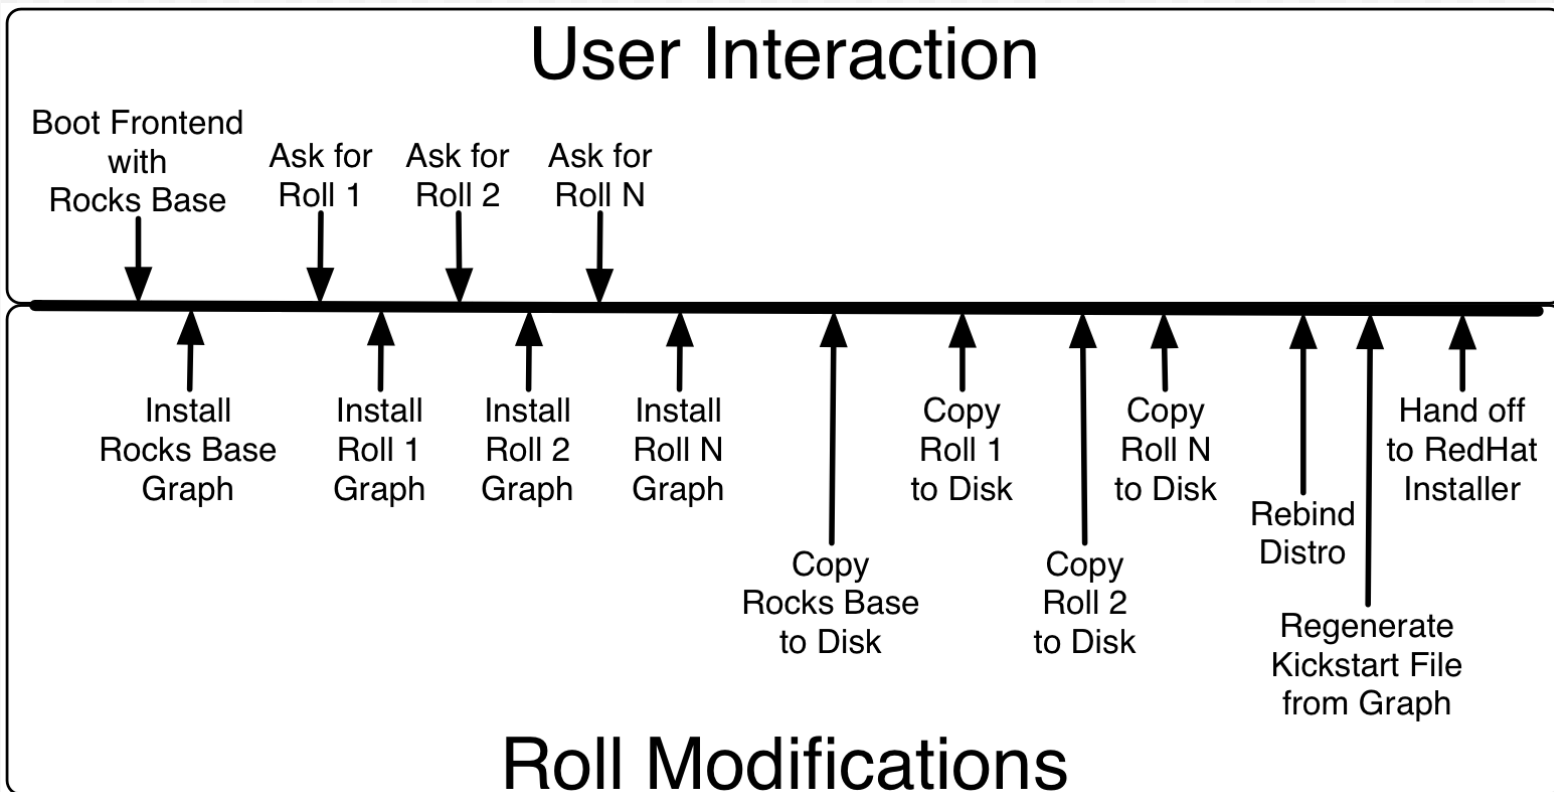 User Interaction
Boot Frontend
with
Rocks Base
Ask for
Roll 1
Ask for
Roll 2
Ask for
Roll N
Install
Rocks Base
Graph
Install
Roll 1
Graph
Install
Roll 2
Graph
Install
Roll N
Graph
Copy
Rocks Base
to Disk
Copy
Roll 1
to Disk
Copy
Roll 2
to Disk
Copy
Roll N
to Disk
Rebind
Distro
Regenerate
Kickstart File
from Graph
Hand off
to RedHat
Installer
Roll Modifications